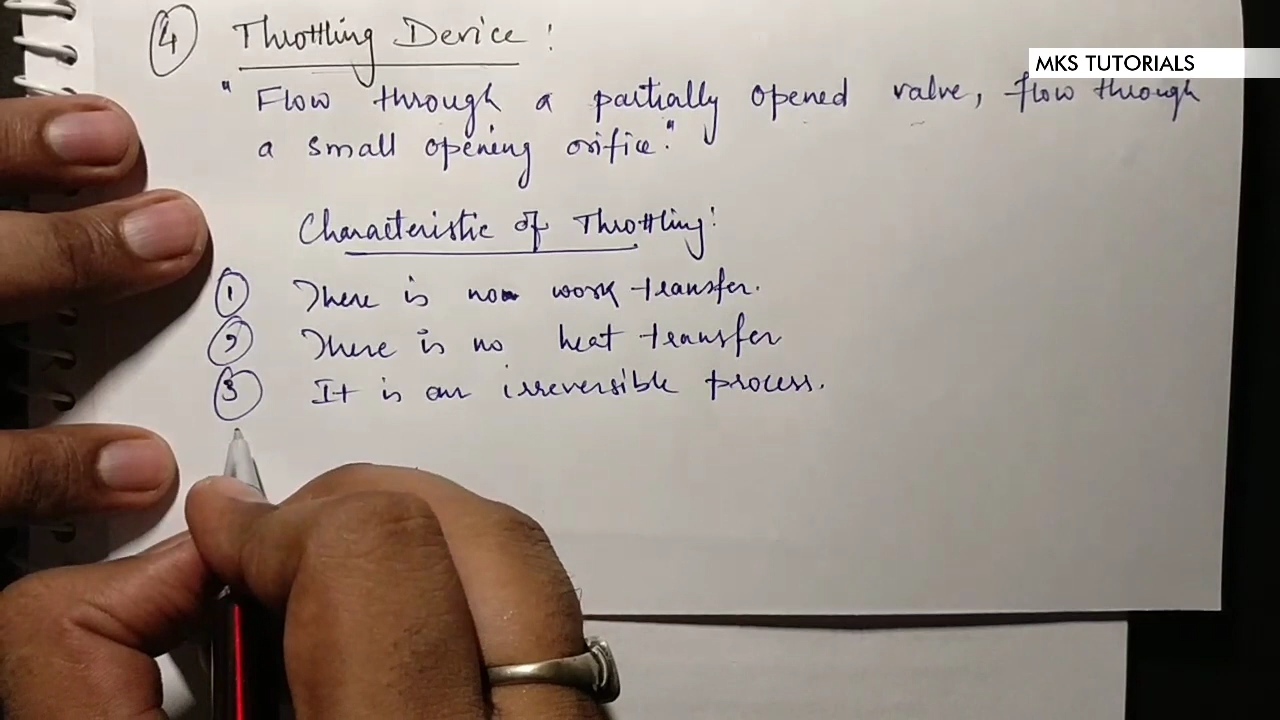 ④ Throttling Device:
MKS TUTORIALS
"Flow through a partially opened valve, flow through
a small opening orifice."
Characteristic of Throttling:
① There is no work transfer.
② There is no heat transfer
③ It is an irreversible process.